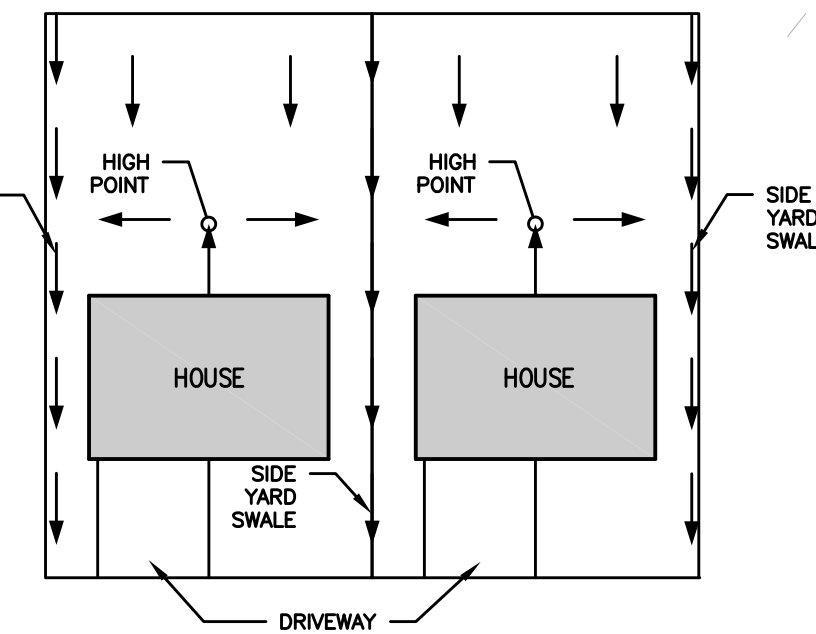 HIGH
POINT
HIGH
POINT
SIDE
YARD
HOUSE
HOUSE
SIDE
YARD
SWALE
DRIVEWAY